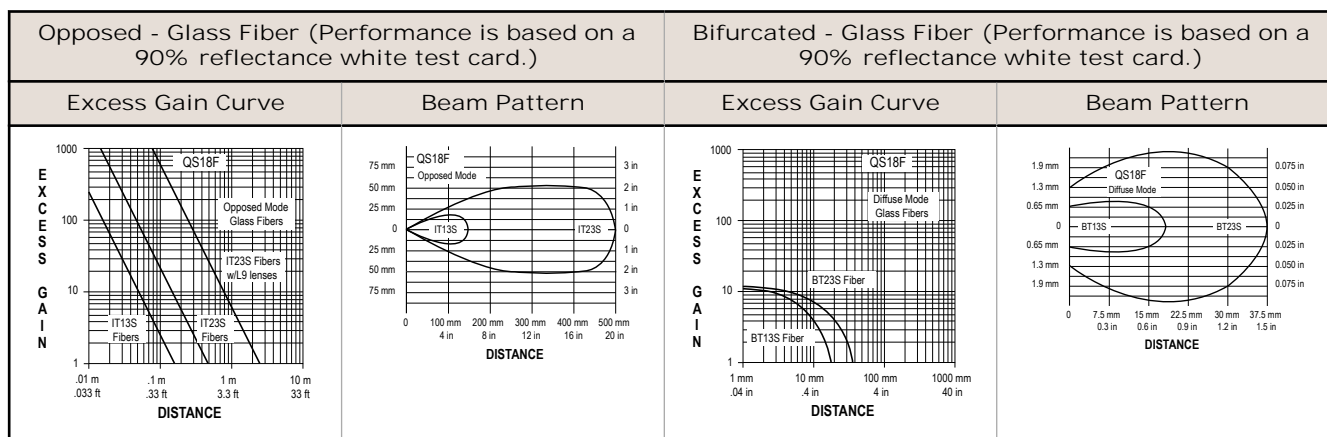 Opposed - Glass Fiber (Performance is based on a
90% reflectance white test card.)
Bifurcated - Glass Fiber (Performance is based on a
90% reflectance white test card.)
Excess Gain Curve
Beam Pattern
Excess Gain Curve
Beam Pattern
EXCESS GAIN
1000
100
10
1
QS18F
Opposed Mode
Glass Fibers
IT23S Fibers
w/L9 lenses
IT13S
Fibers
IT23S
Fibers
.01 m
.033 ft
.1 m
.33 ft
1 m
3.3 ft
10 m
33 ft
DISTANCE
75 mm
50 mm
25 mm
0
25 mm
50 mm
75 mm
QS18F
Opposed Mode
IT13S
IT23S
3 in
2 in
1 in
0
1 in
2 in
3 in
0
100 mm
4 in
200 mm
8 in
300 mm
12 in
400 mm
16 in
500 mm
20 in
DISTANCE
EXCESS GAIN
1000
100
10
1
QS18F
Diffuse Mode
Glass Fibers
BT23S Fiber
BT13S Fiber
1 mm
.04 in
10 mm
.4 in
100 mm
4 in
1000 mm
40 in
DISTANCE
1.9 mm
1.3 mm
0.65 mm
0
0.65 mm
1.3 mm
1.9 mm
QS18F
Diffuse Mode
BT13S
BT23S
0.075 in
0.050 in
0.025 in
0
0.025 in
0.050 in
0.075 in
0
7.5 mm
0.3 in
15 mm
0.6 in
22.5 mm
0.9 in
30 mm
1.2 in
37.5 mm
1.5 in
DISTANCE